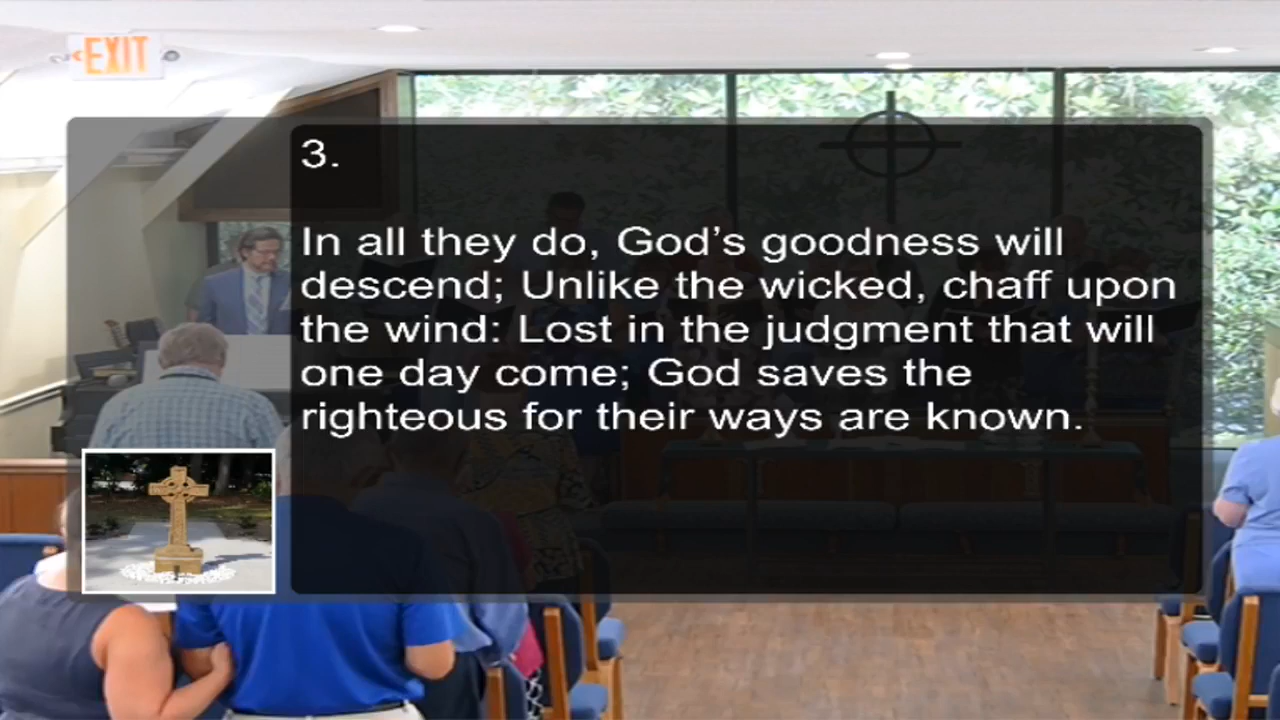 EXIT
3.
In all they do, God’s goodness will
descend; Unlike the wicked, chaff upon
the wind: Lost in the judgment that will
one day come; God saves the
righteous for their ways are known.